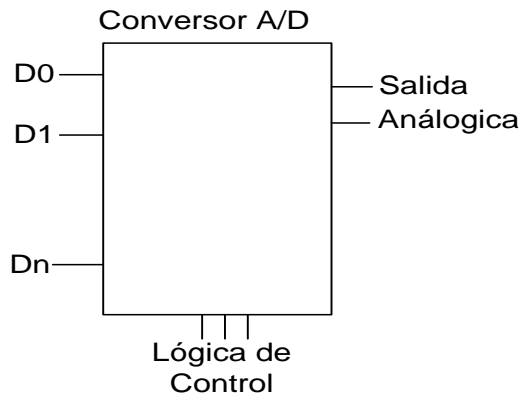 Conversor A/D
D0
D1
Dn
Salida
Análogica
Lógica de
Control